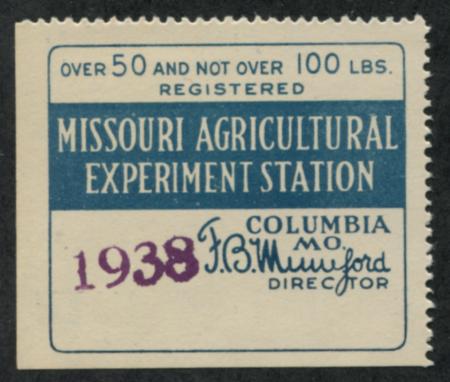 OVER 50 AND NOT OVER 100 LBS.
REGISTERED
MISSOURI AGRICULTURAL
EXPERIMENT STATION
COLUMBIA
MO.
1938 F.B. Mumford
DIRECTOR